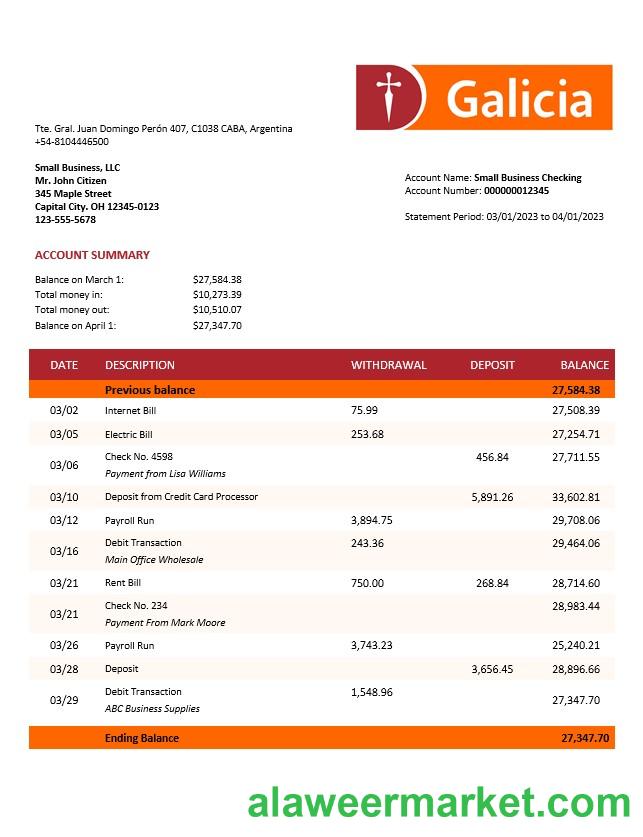 Galicia
Tte. Gral. Juan Domingo Perón 407, C1038 CABA, Argentina
+54-8104446500
Small Business, LLC
Mr. John Citizen
345 Maple Street
Capital City. OH 12345-0123
123-555-5678
Account Name: Small Business Checking
Account Number: 000000012345
Statement Period: 03/01/2023 to 04/01/2023
ACCOUNT SUMMARY
Balance on March 1: $27,584.38
Total money in: $10,273.39
Total money out: $10,510.07
Balance on April 1: $27,347.70
DATE DESCRIPTION WITHDRAWAL DEPOSIT BALANCE
Previous balance 27,584.38
03/02 Internet Bill 75.99 27,508.39
03/05 Electric Bill 253.68 27,254.71
03/06 Check No. 4598 456.84 27,711.55
Payment from Lisa Williams
03/10 Deposit from Credit Card Processor 5,891.26 33,602.81
03/12 Payroll Run 3,894.75 29,708.06
03/16 Debit Transaction 243.36 29,464.06
Main Office Wholesale
03/21 Rent Bill 750.00 268.84 28,714.60
03/21 Check No. 234 28,983.44
Payment From Mark Moore
03/26 Payroll Run 3,743.23 25,240.21
03/28 Deposit 3,656.45 28,896.66
03/29 Debit Transaction 1,548.96 27,347.70
ABC Business Supplies
Ending Balance 27,347.70
alaweermarket.com